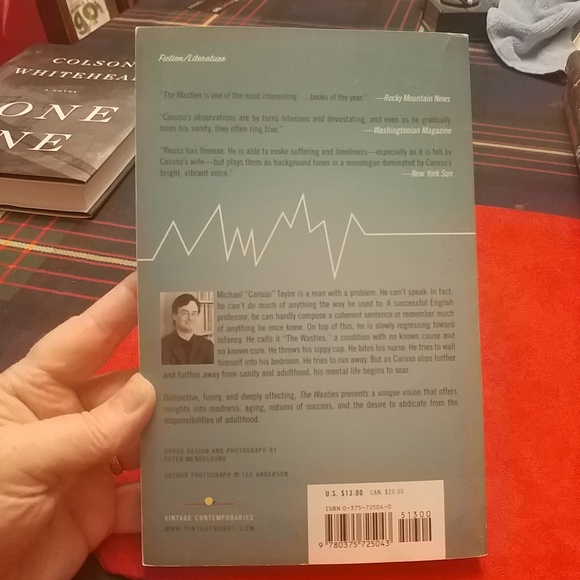 COLSON
WHITEHEA
A NOVEL
ONE
NE
Fiction/Literature
"The Wasties is one of the most interesting . . . books of the year." —Rocky Mountain News
"Caruso's observations are by turns hilarious and devastating, and even as he gradually
loses his sanity, they often ring true."
—Washingtonian Magazine
"Reuss has finesse. He is able to evoke suffering and loneliness—especially as it is felt by
Caruso's wife—but plays them as background tunes in a monologue dominated by Caruso's
bright, vibrant voice."
—New York Sun
Michael "Caruso" Taylor is a man with a problem. He can't speak. In fact,
he can't do much of anything the way he used to. A successful English
professor, he can hardly compose a coherent sentence or remember much
of anything he once knew. On top of this, he is slowly regressing toward
infancy. He calls it "The Wasties," a condition with no known cause and
no known cure. He throws his sippy cup. He bites his nurse. He tries to wall
himself into his bedroom. He tries to run away. But as Caruso slips further
and further away from sanity and adulthood, his mental life begins to soar.
Distinctive, funny, and deeply affecting, The Wasties presents a unique vision that offers
insights into madness, aging, notions of success, and the desire to abdicate from the
responsibilities of adulthood.
COVER DESIGN AND PHOTOGRAPH BY
PETER MENDELSUND
AUTHOR PHOTOGRAPH © LEE ANDERSON
VINTAGE CONTEMPORARIES
WWW.VINTAGEBOOKS.COM
U.S. $13.00 CAN. $20.00
ISBN 0-375-72504-0
51300
9 780375 725043